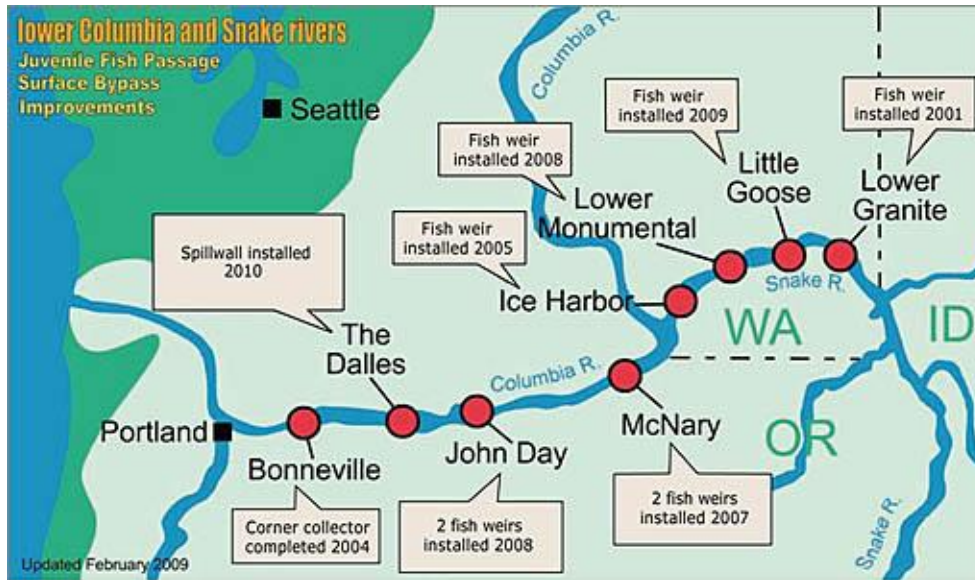 lower Columbia and Snake rivers
Juvenile Fish Passage
Surface Bypass
Improvements
Seattle
Columbia R.
Fish weir
installed 2008
Fish weir
installed 2009
Fish weir
installed 2001
Little
Goose
Lower
Granite
Lower
Monumental
Fish weir
installed 2005
Spillwall installed
2010
Snake R.
Ice Harbor
WA
ID
The
Dalles
Columbia R.
McNary
OR
Portland
Bonneville
John Day
Corner collector
completed 2004
2 fish weirs
installed 2008
2 fish weirs
installed 2007
Snake R.
Updated February 2009